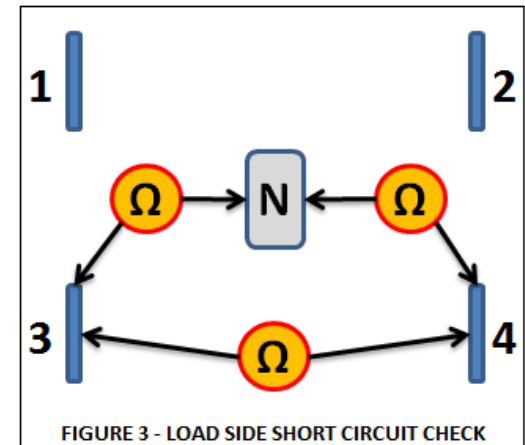 1 2
Ω N Ω
3 Ω 4
FIGURE 3 - LOAD SIDE SHORT CIRCUIT CHECK